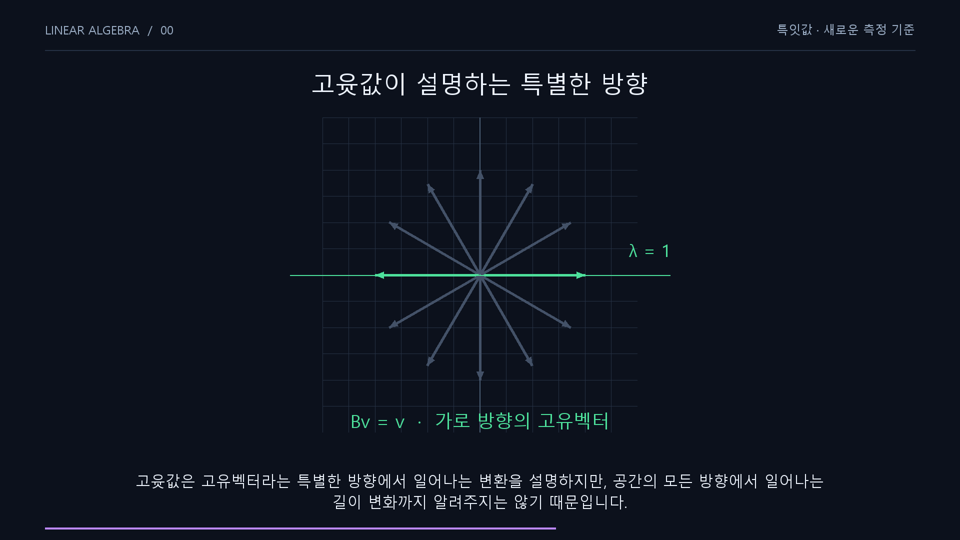 LINEAR ALGEBRA / 00
특잇값 · 새로운 측정 기준
고윳값이 설명하는 특별한 방향
λ = 1
Bv = v · 가로 방향의 고유벡터
고윳값은 고유벡터라는 특별한 방향에서 일어나는 변환을 설명하지만, 공간의 모든 방향에서 일어나는
길이 변화까지 알려주지는 않기 때문입니다.